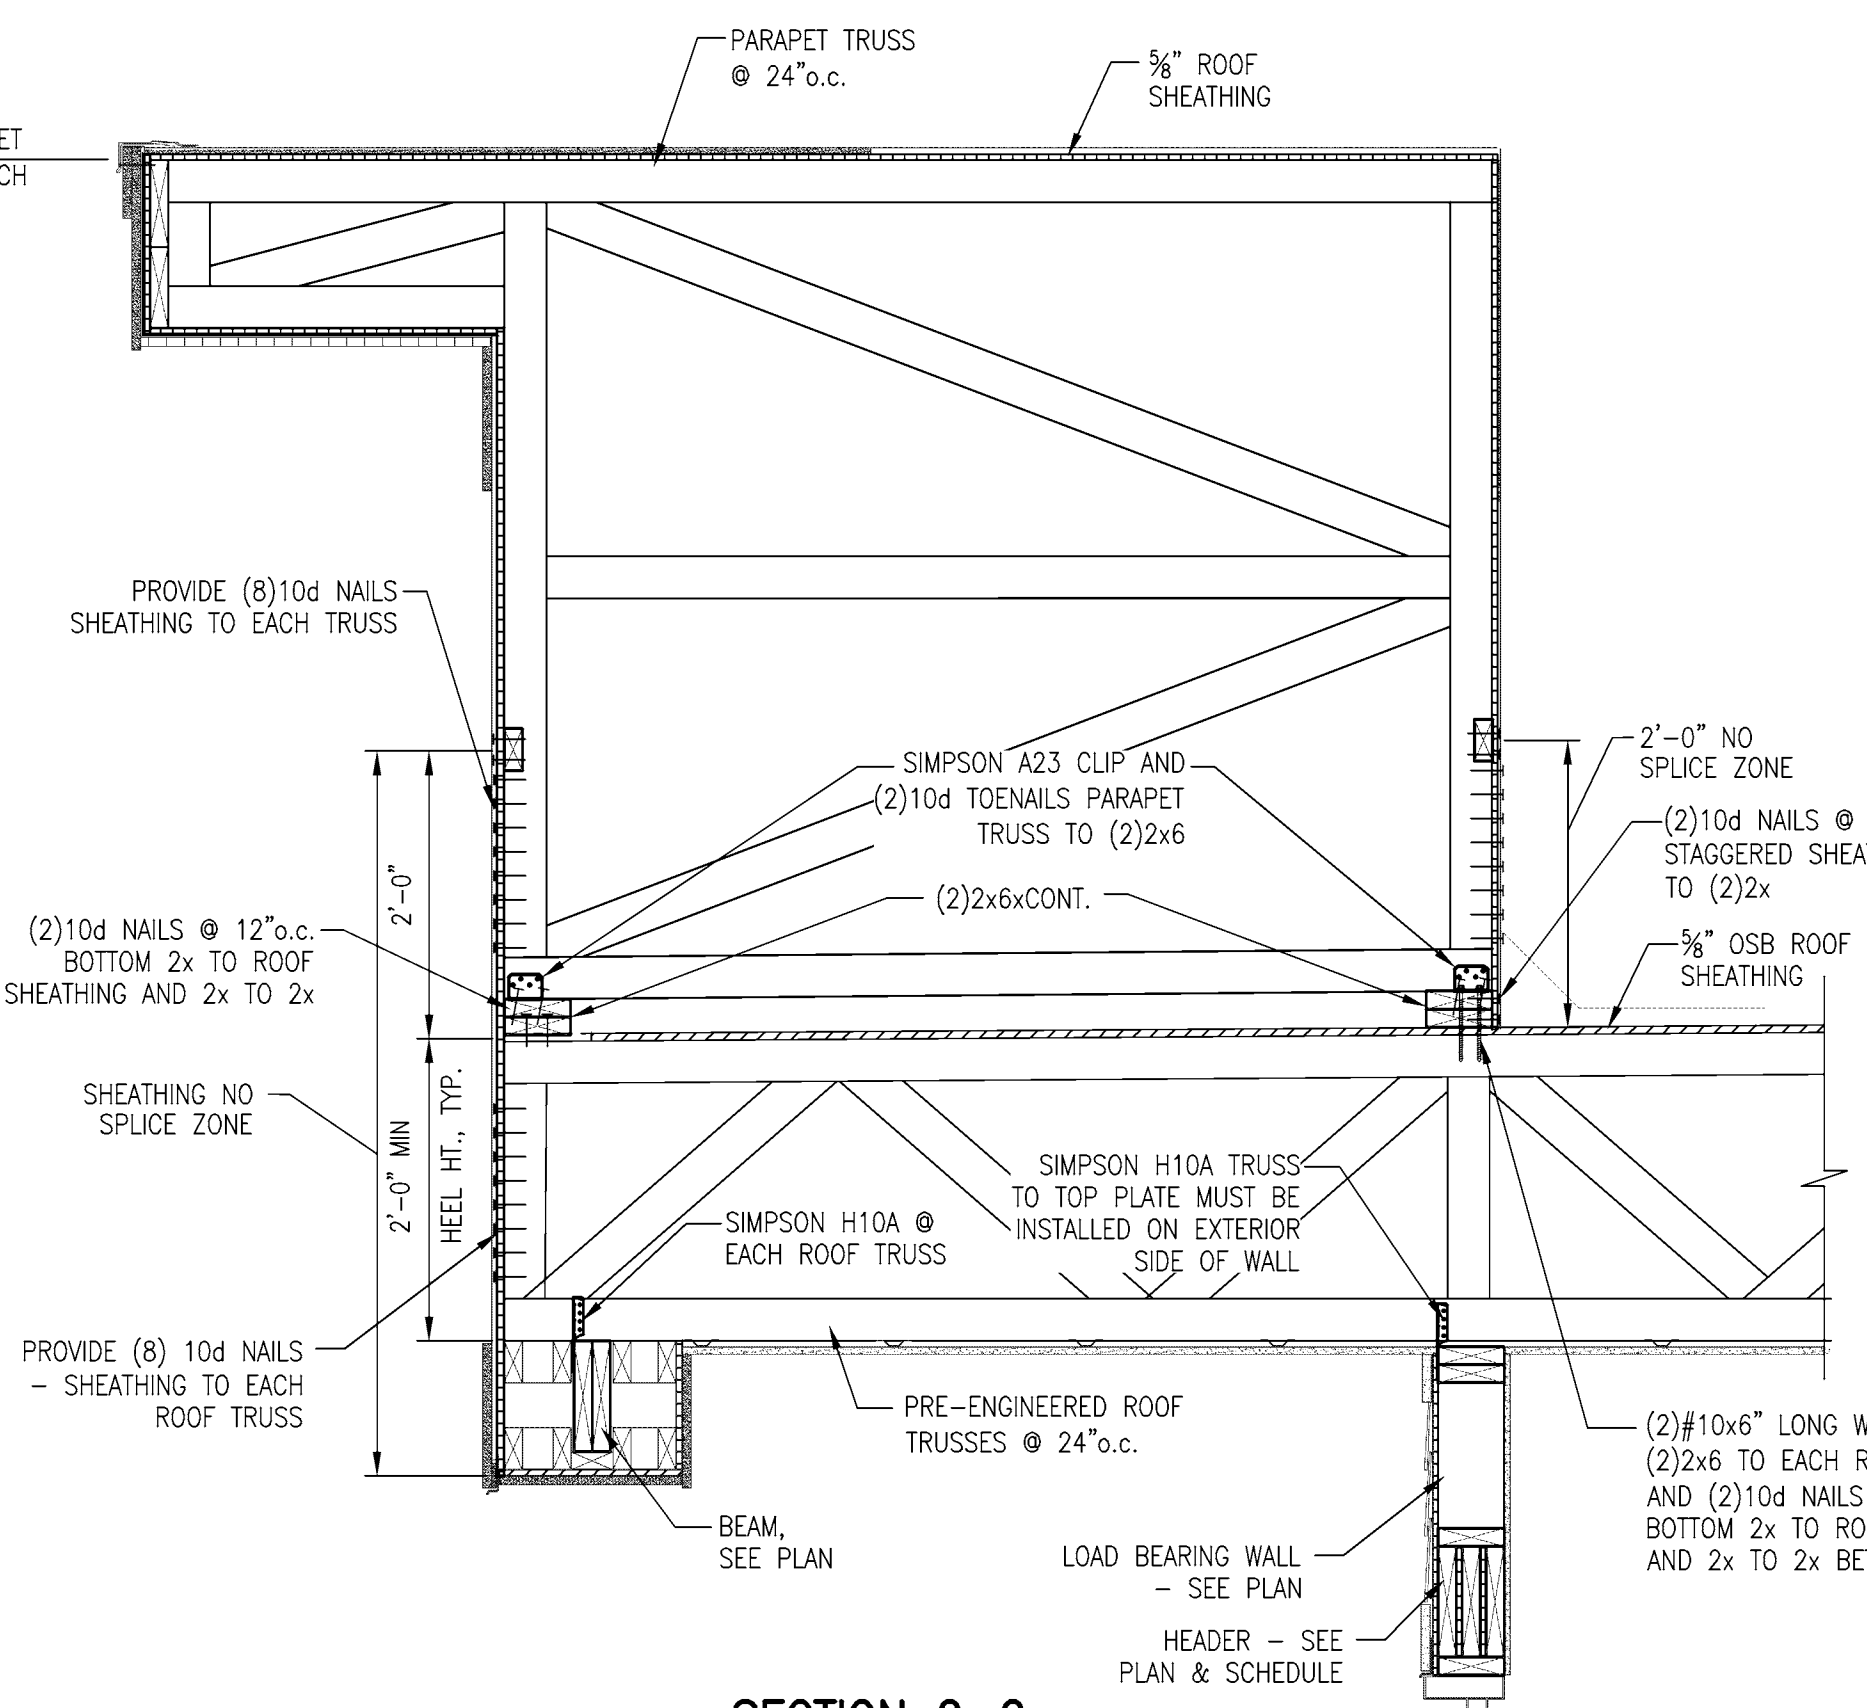 PARAPET TRUSS
@ 24"o.c.
⅝" ROOF
SHEATHING
PROVIDE (8)10d NAILS
SHEATHING TO EACH TRUSS
SIMPSON A23 CLIP AND
(2)10d TOENAILS PARAPET
TRUSS TO (2)2x6
2'-0" NO
SPLICE ZONE
(2)10d NAILS @
STAGGERED
TO (2)2x
(2)2x6xCONT.
2'-0"
(2)10d NAILS @ 12"o.c.
BOTTOM 2x TO ROOF
SHEATHING AND 2x TO 2x
⅝" OSB ROOF
SHEATHING
SHEATHING NO
SPLICE ZONE
2'-0" MIN
HEEL HT., TYP.
SIMPSON H10A @
EACH ROOF TRUSS
SIMPSON H10A TRUSS
TO TOP PLATE MUST BE
INSTALLED ON EXTERIOR
SIDE OF WALL
PROVIDE (8) 10d NAILS
- SHEATHING TO EACH
ROOF TRUSS
PRE-ENGINEERED ROOF
TRUSSES @ 24"o.c.
BEAM,
SEE PLAN
LOAD BEARING WALL
- SEE PLAN
HEADER - SEE
PLAN & SCHEDULE
(2)#10x6" LONG
(2)2x6 TO EACH
AND (2)10d NAILS
BOTTOM 2x TO
AND 2x TO 2x
SECTION